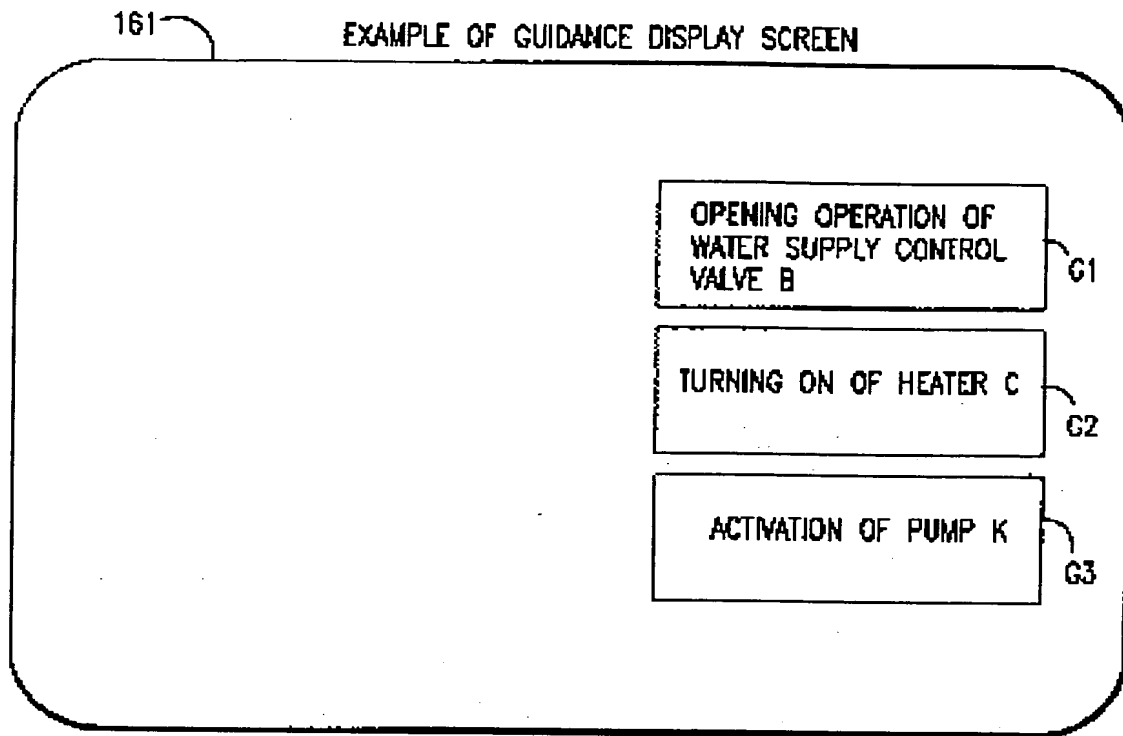 161
EXAMPLE OF GUIDANCE DISPLAY SCREEN
OPENING OPERATION OF
WATER SUPPLY CONTROL
VALVE B
G1
TURNING ON OF HEATER C
G2
ACTIVATION OF PUMP K
G3